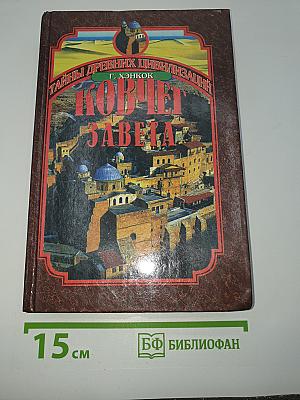 ТАЙНЫ ДРЕВНИХ ЦИВИЛИЗАЦИЙ
Г. ХЭНКОК
КОВЧЕГ
ЗАВЕТА
15 см
БФ БИБЛИОФАН